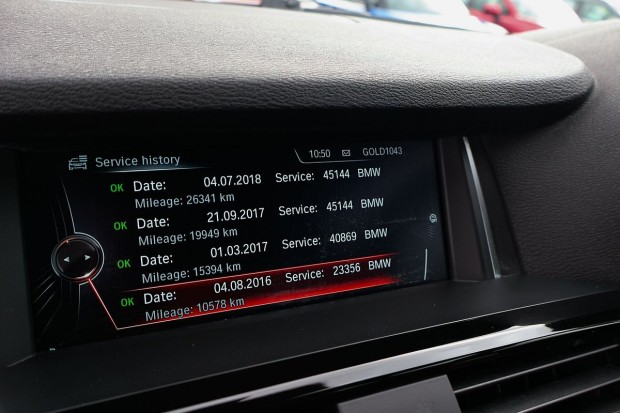 Service history 10:50 GOLD1043
OK Date: 04.07.2018 Service: 45144 BMW
Mileage: 26341 km
OK Date: 21.09.2017 Service: 45144 BMW
Mileage: 19949 km
OK Date: 01.03.2017 Service: 40869 BMW
Mileage: 15394 km
OK Date: 04.08.2016 Service: 23356 BMW
Mileage: 10578 km